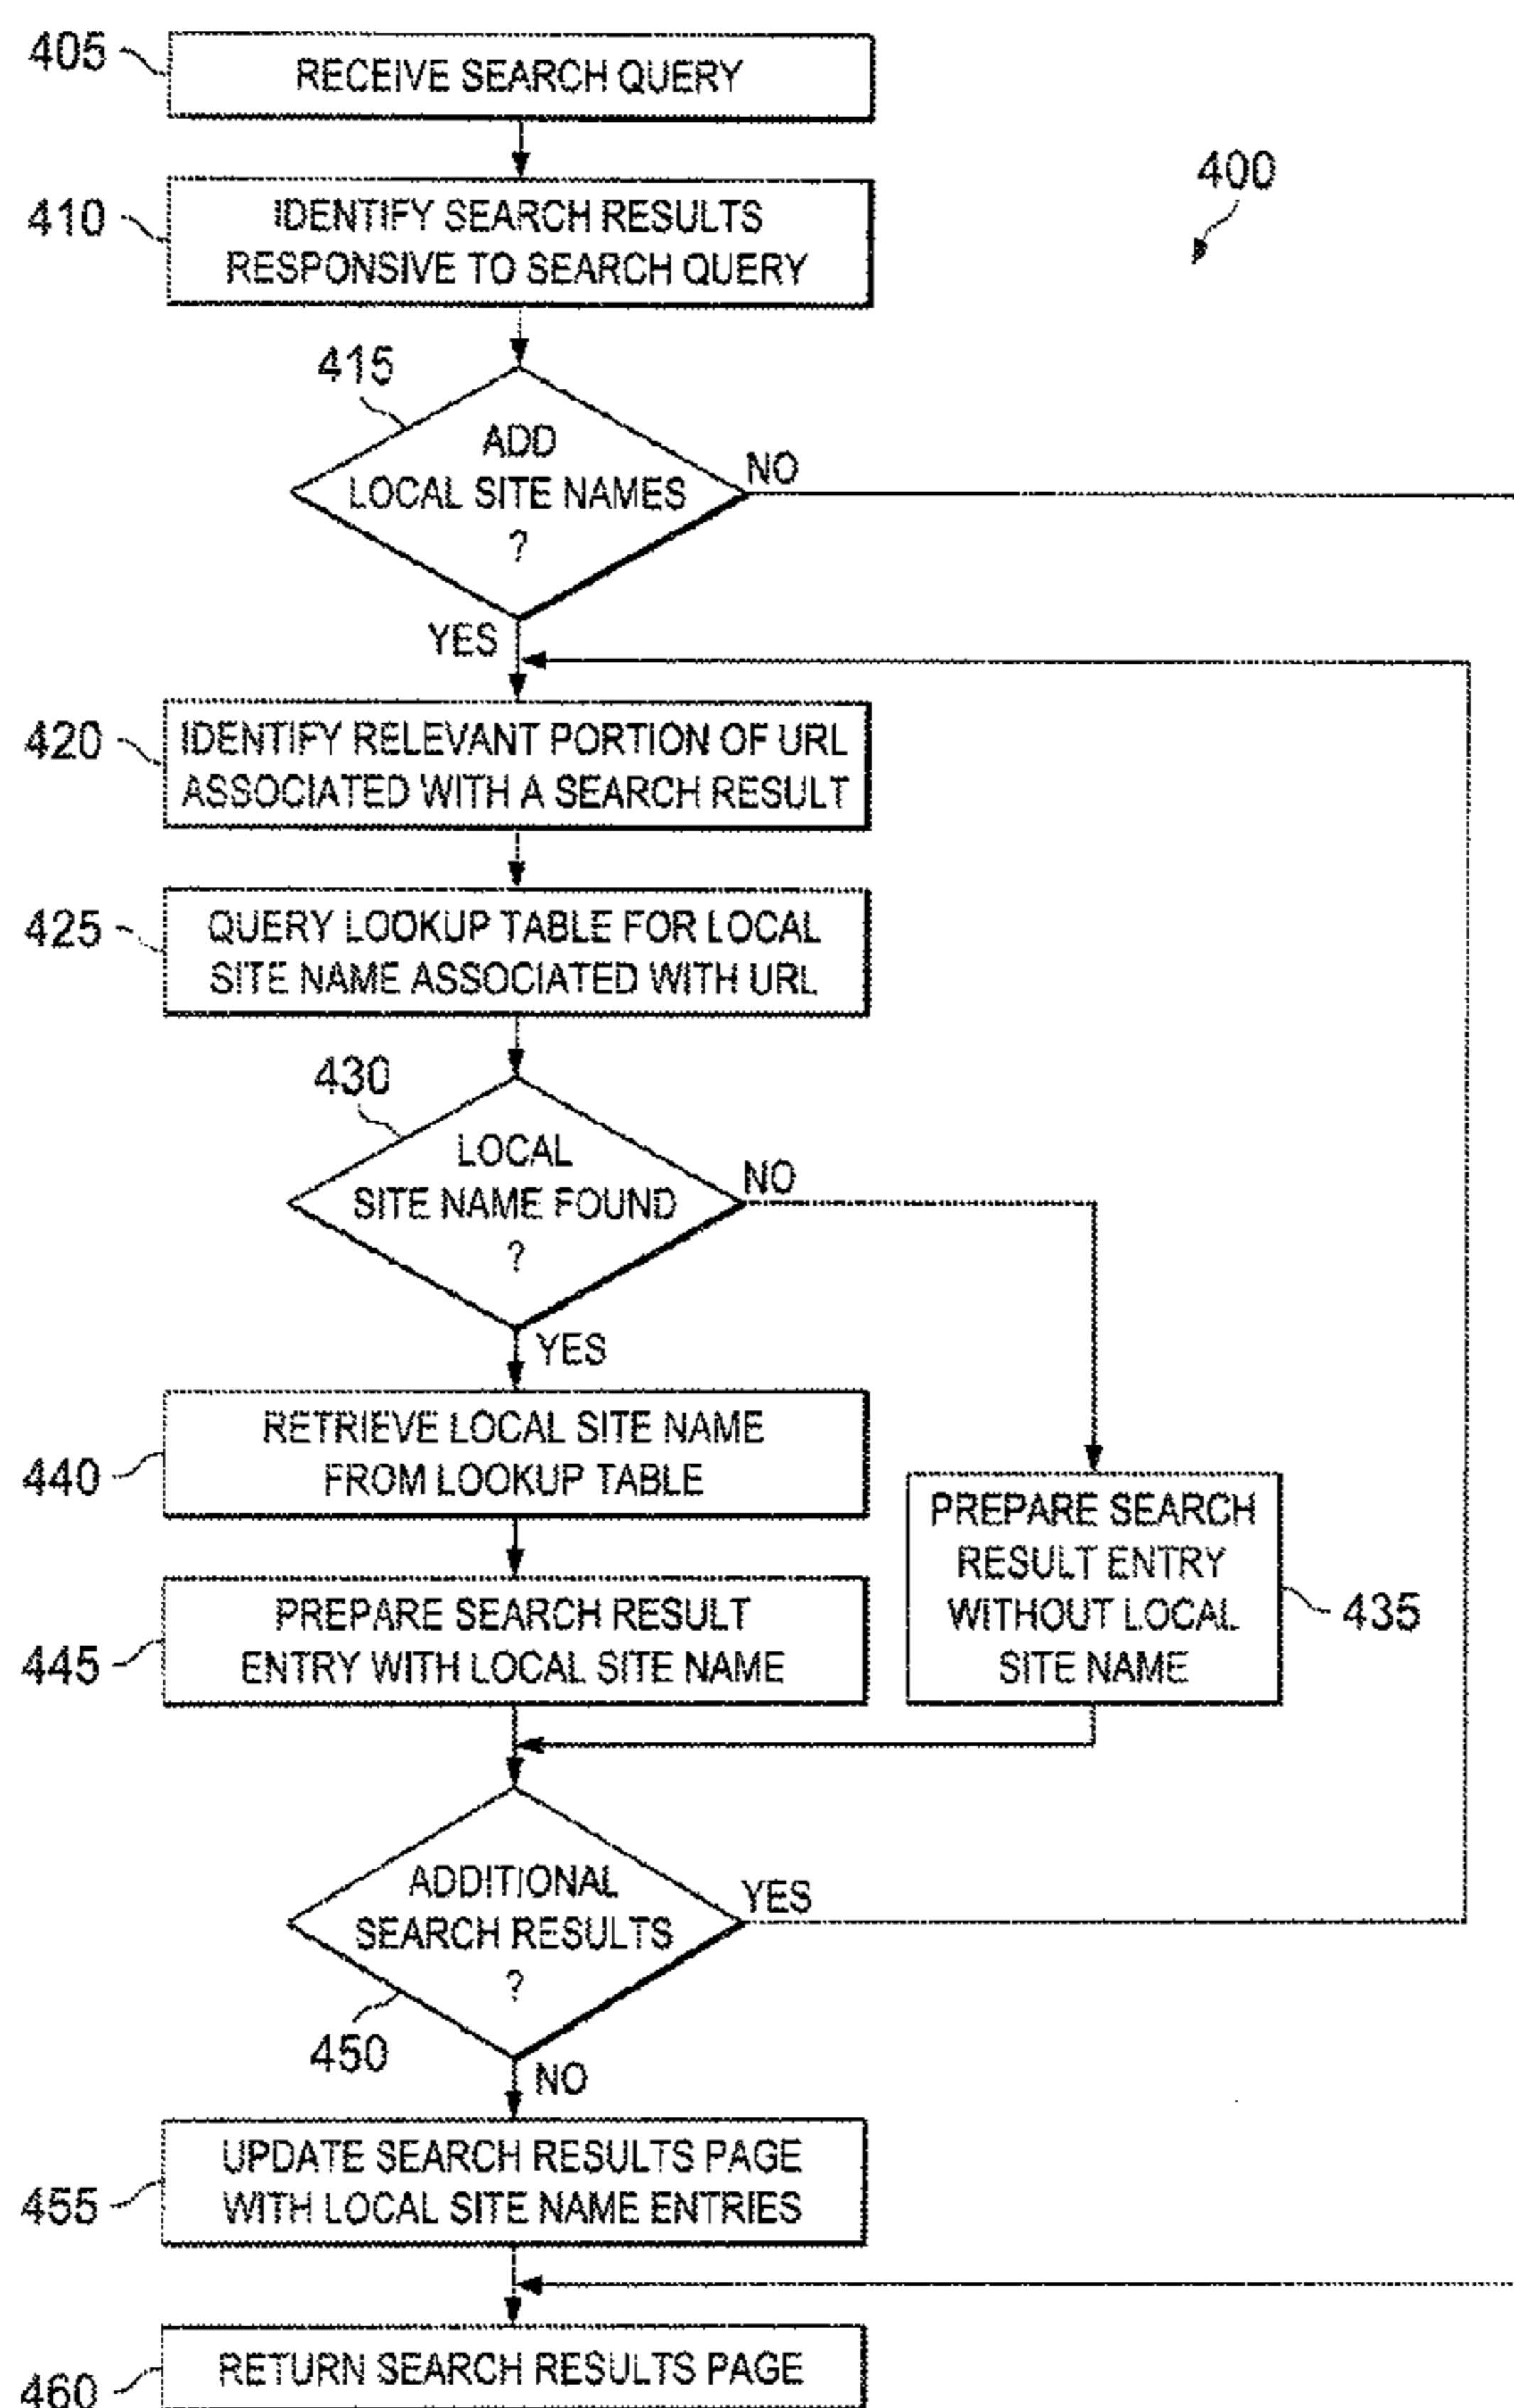 405
RECEIVE SEARCH QUERY
400
410
IDENTIFY SEARCH RESULTS
RESPONSIVE TO SEARCH QUERY
415
ADD
LOCAL SITE NAMES
?
NO
YES
420
IDENTIFY RELEVANT PORTION OF URL
ASSOCIATED WITH A SEARCH RESULT
425
QUERY LOOKUP TABLE FOR LOCAL
SITE NAME ASSOCIATED WITH URL
430
LOCAL
SITE NAME FOUND
?
NO
YES
440
RETRIEVE LOCAL SITE NAME
FROM LOOKUP TABLE
PREPARE SEARCH
RESULT ENTRY
WITHOUT LOCAL
SITE NAME
435
445
PREPARE SEARCH RESULT
ENTRY WITH LOCAL SITE NAME
ADDITIONAL
SEARCH RESULTS
?
YES
450
NO
455
UPDATE SEARCH RESULTS PAGE
WITH LOCAL SITE NAME ENTRIES
460
RETURN SEARCH RESULTS PAGE